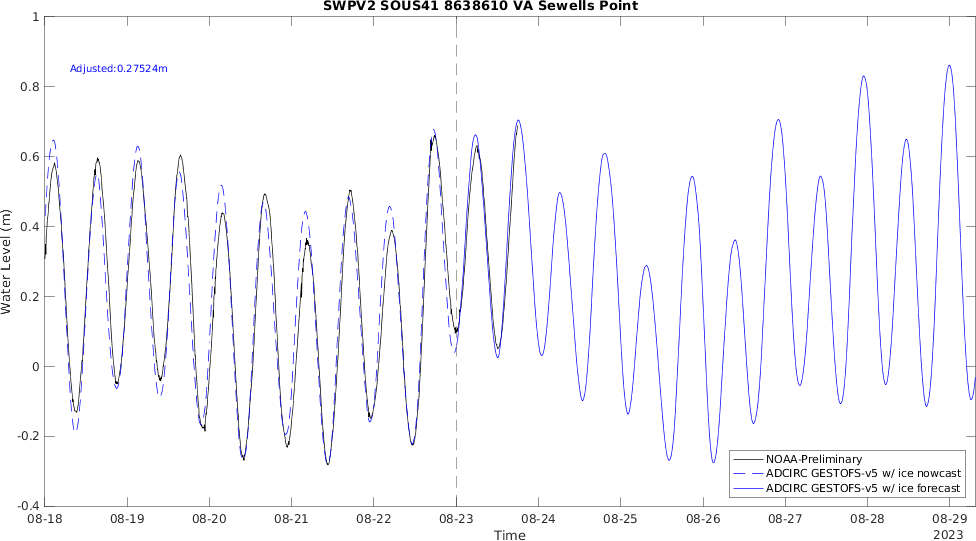 SWPV2 SOUS41 8638610 VA Sewells Point
1
Adjusted:0.27524m
0.8
0.6
0.4
0.2
0
-0.2
-0.4
Water Level (m)
NOAA-Preliminary
ADCIRC GESTOFS-v5 w/ ice nowcast
ADCIRC GESTOFS-v5 w/ ice forecast
08-18 08-19 08-20 08-21 08-22 08-23 08-24 08-25 08-26 08-27 08-28 08-29
Time
2023